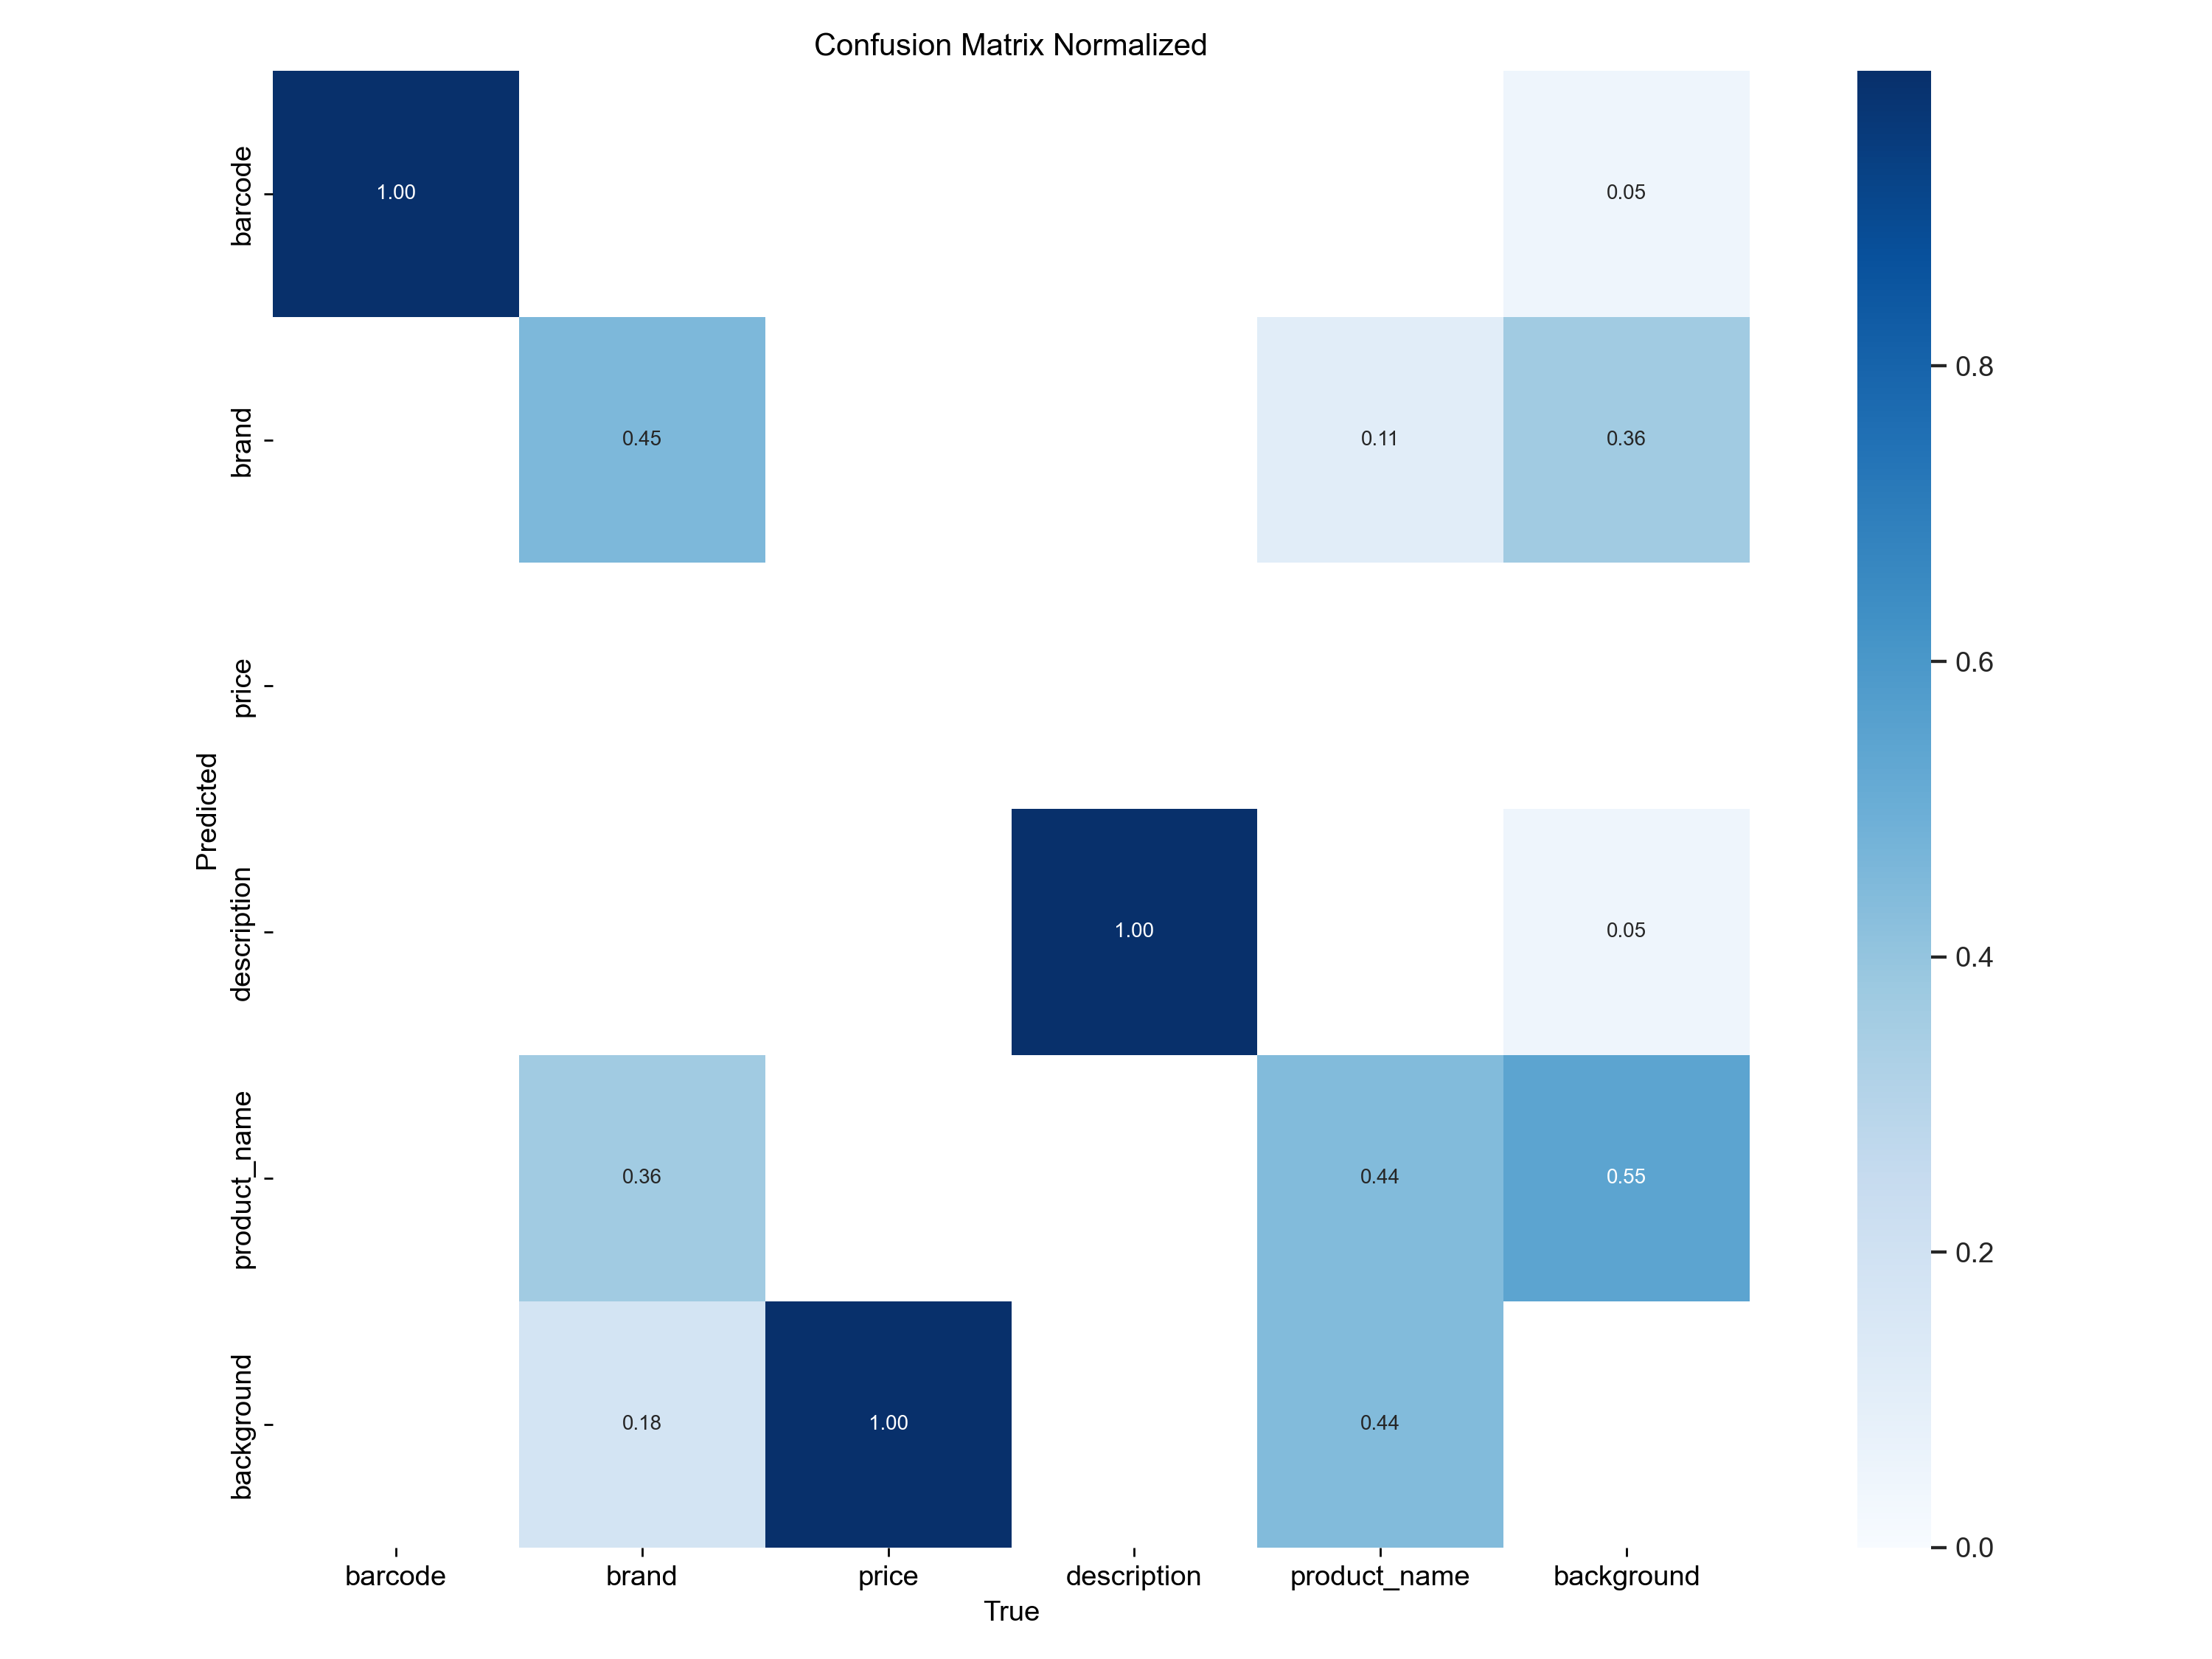 Confusion Matrix Normalized
barcode
1.00
0.05
brand
0.45
0.11
0.36
0.8
price
0.6
Predicted
description
1.00
0.05
0.4
product_name
0.36
0.44
0.55
0.2
background
0.18
1.00
0.44
0.0
barcode brand price description product_name background
True